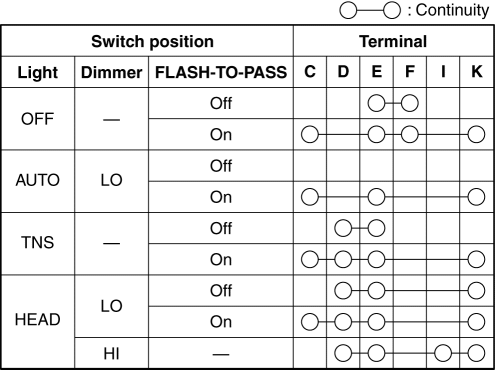 : Continuity
Switch position Terminal
Light Dimmer FLASH-TO-PASS C D E F I K
OFF — Off
On
AUTO LO Off
On
TNS — Off
On
HEAD LO Off
On
HI —